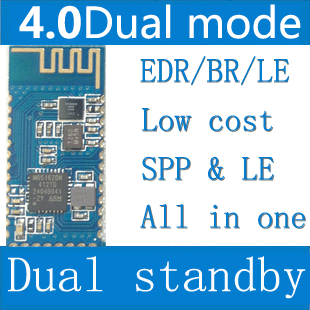 4.0Dual mode
EDR/BR/LE
Low cost
SPP & LE
All in one
Dual standby